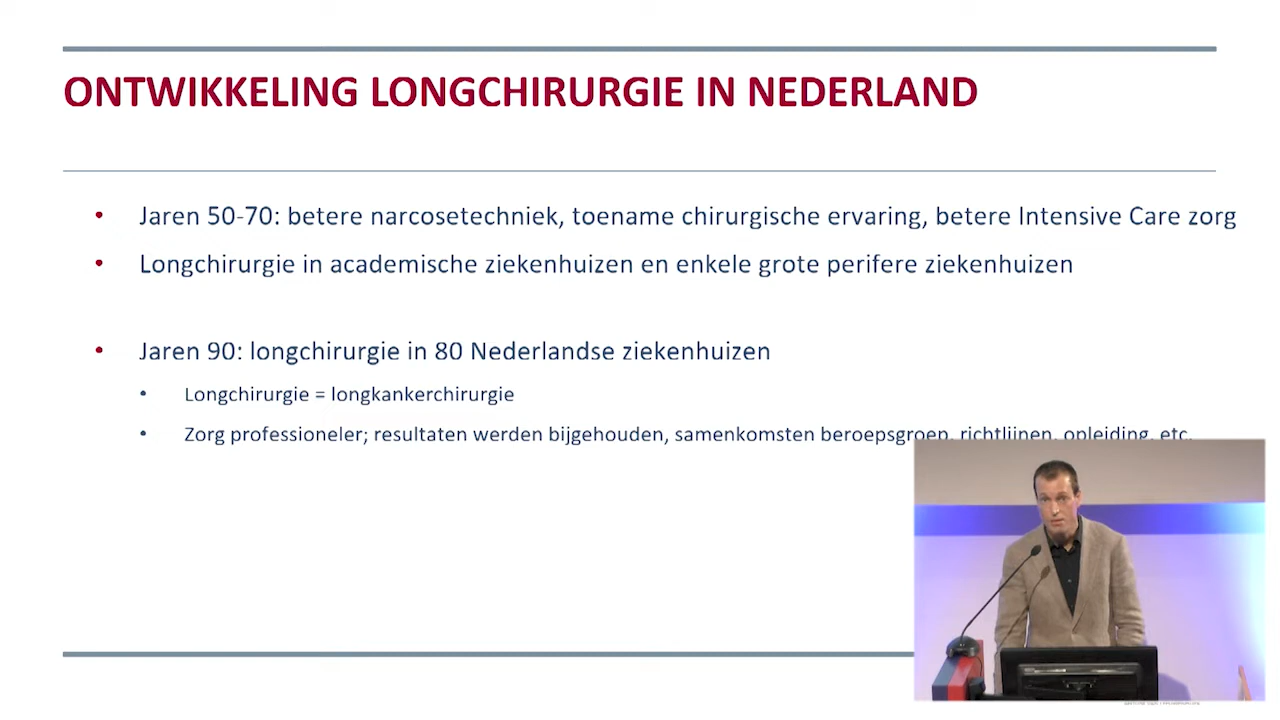 ONTWIKKELING LONGCHIRURGIE IN NEDERLAND
• Jaren 50-70: betere narcosetechniek, toename chirurgische ervaring, betere Intensive Care zorg
• Longchirurgie in academische ziekenhuizen en enkele grote perifere ziekenhuizen
• Jaren 90: longchirurgie in 80 Nederlandse ziekenhuizen
• Longchirurgie = longkankerchirurgie
• Zorg professioneler; resultaten werden bijgehouden, samenkomsten beroepsgroep, richtlijnen, opleiding, etc.